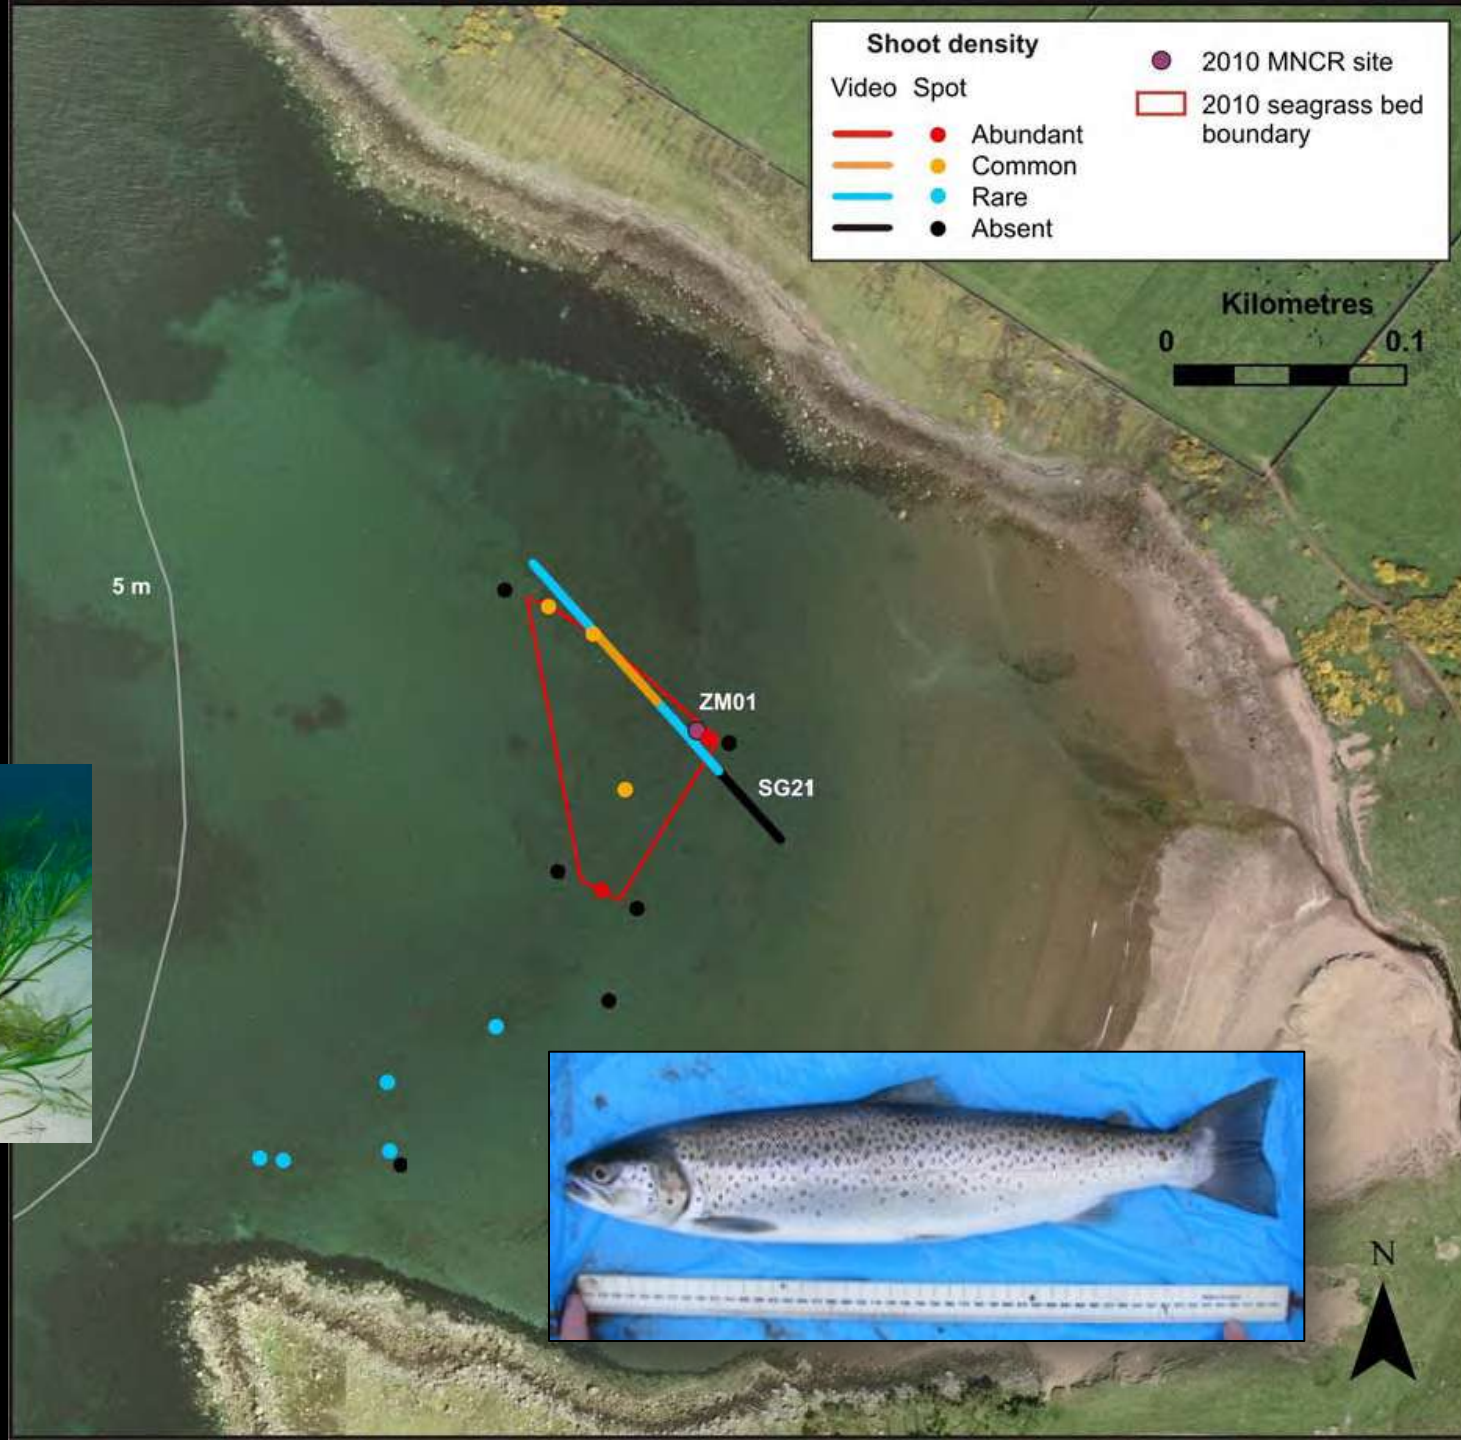 Shoot density
Video Spot
Abundant
Common
Rare
Absent
2010 MNCR site
2010 seagrass bed
boundary
Kilometres
0 0.1
5 m
ZM01
SG21
N